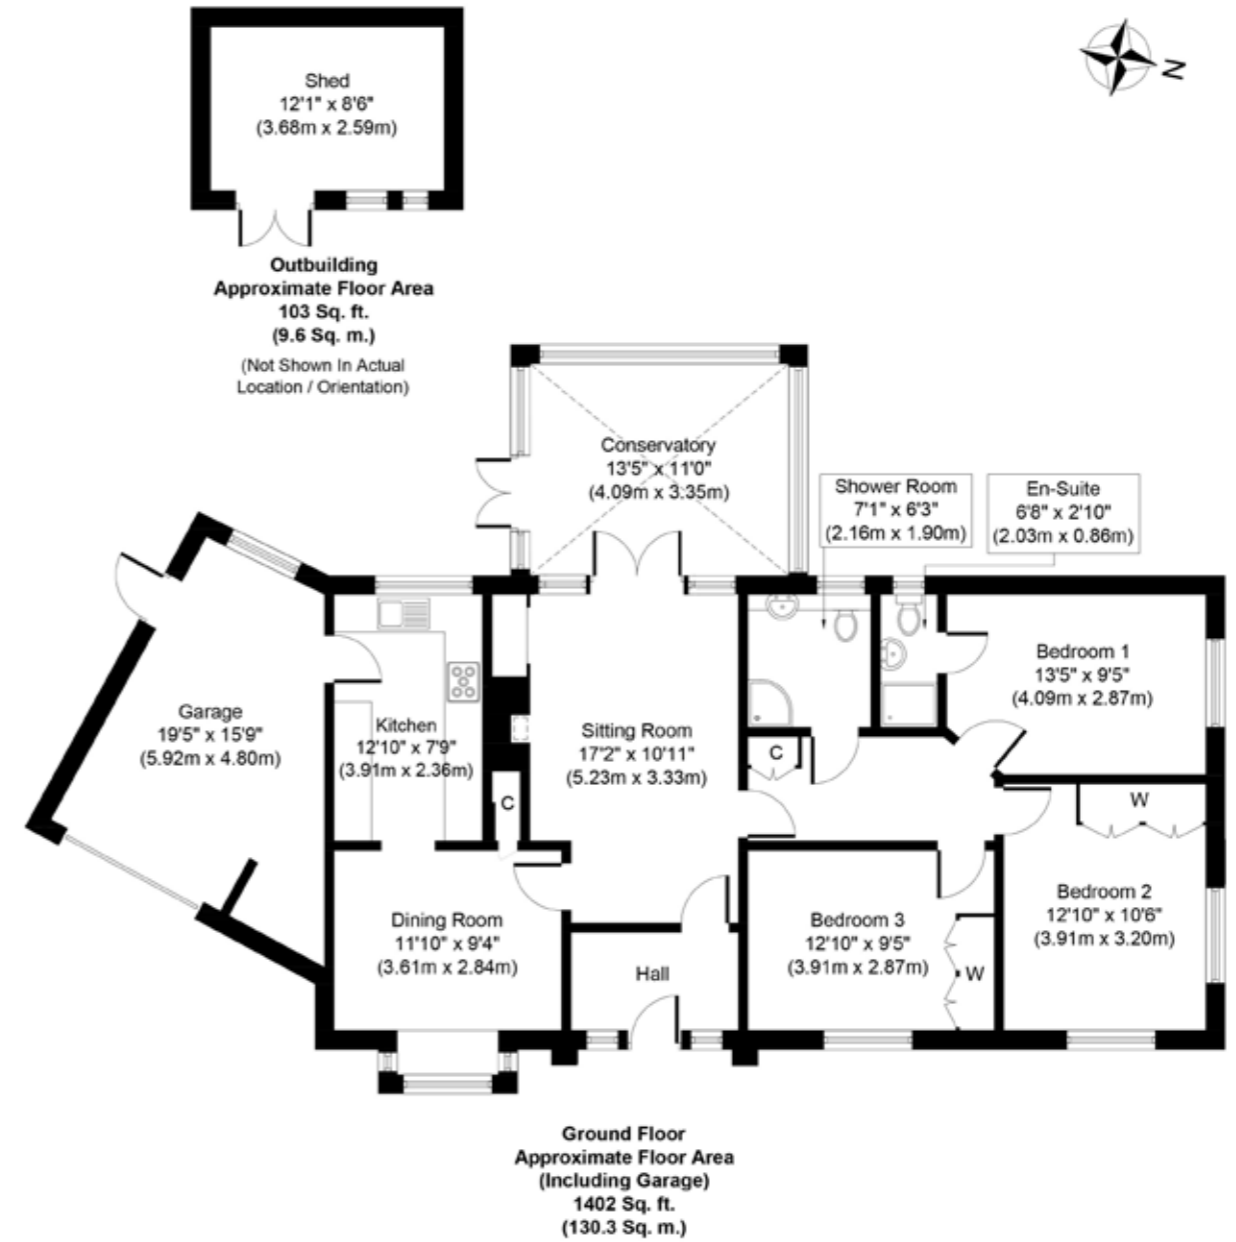 Shed
12'1" x 8'6"
(3.68m x 2.59m)
N
Outbuilding
Approximate Floor Area
103 Sq. ft.
(9.6 Sq. m.)
(Not Shown In Actual
Location / Orientation)
Conservatory
13'5" x 11'0"
(4.09m x 3.35m)
Shower Room
7'1" x 6'3"
(2.16m x 1.90m)
En-Suite
6'8" x 2'10"
(2.03m x 0.86m)
Bedroom 1
13'5" x 9'5"
(4.09m x 2.87m)
Garage
19'5" x 15'9"
(5.92m x 4.80m)
Kitchen
12'10" x 7'9"
(3.91m x 2.36m)
Sitting Room
17'2" x 10'11"
(5.23m x 3.33m)
C
C
W
Bedroom 2
12'10" x 10'6"
(3.91m x 3.20m)
Dining Room
11'10" x 9'4"
(3.61m x 2.84m)
Hall
Bedroom 3
12'10" x 9'5"
(3.91m x 2.87m)
W
Ground Floor
Approximate Floor Area
(Including Garage)
1402 Sq. ft.
(130.3 Sq. m.)